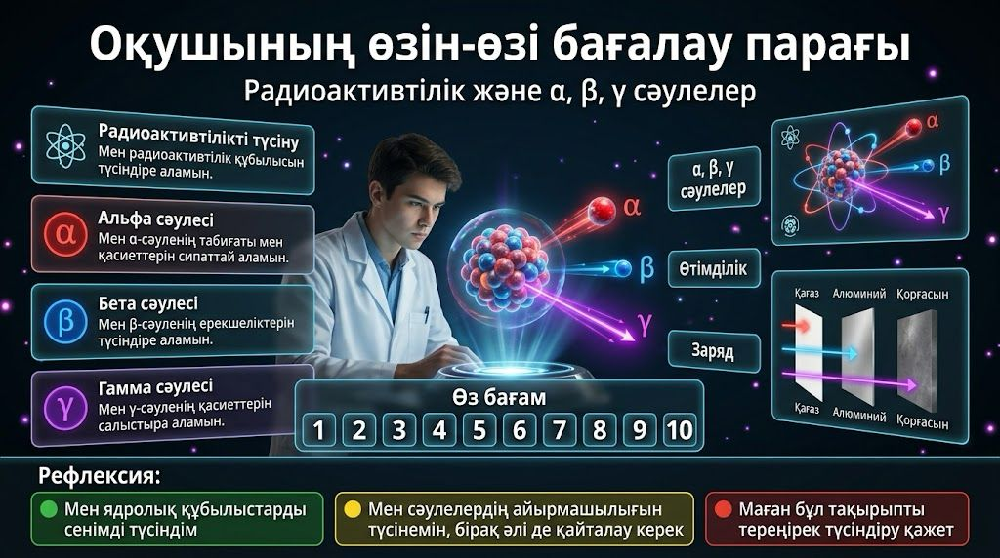 Оқушының өзін-өзі бағалау парағы
Радиоактивтілік және α, β, γ сәулелер
Радиоактивтілікті түсіну
Мен радиоактивтілік құбылысын
түсіндіре аламын.
α
Альфа сәулесі
Мен α-сәуленің табиғаты мен
қасиеттерін сипаттай аламын.
β
Бета сәулесі
Мен β-сәуленің ерекшеліктерін
түсіндіре аламын.
γ
Гамма сәулесі
Мен γ-сәуленің қасиеттерін
салыстыра аламын.
α
β
γ
α, β, γ
сәулелер
Өтімділік
Заряд
α
β
γ
Қағаз Алюминий Қорғасын
Қағаз Алюминий Қорғасын
Өз бағам
1 2 3 4 5 6 7 8 9 10
Рефлексия:
Мен ядролық құбылыстарды
сенімді түсіндім
Мен сәулелердің айырмашылығын
түсінемін, бірақ әлі де қайталау керек
Маған бұл тақырыпты
тереңірек түсіндіру қажет